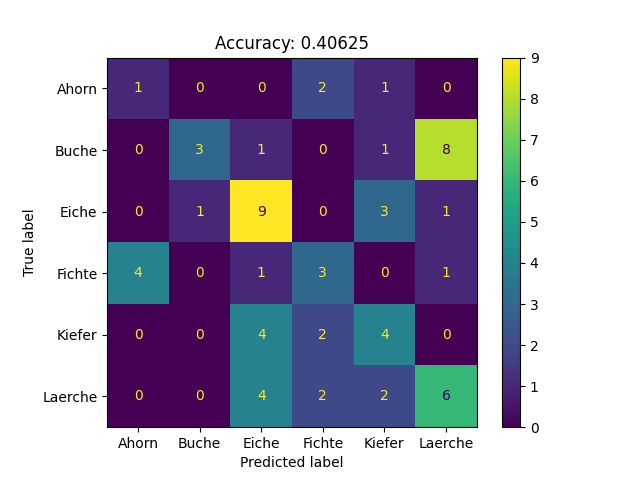 Accuracy: 0.40625
Ahorn 1 0 0 2 1 0
Buche 0 3 1 0 1 8
Eiche 0 1 9 0 3 1
Fichte 4 0 1 3 0 1
Kiefer 0 0 4 2 4 0
Laerche 0 0 4 2 2 6
Ahorn Buche Eiche Fichte Kiefer Laerche
Predicted label
True label
9
8
7
6
5
4
3
2
1
0